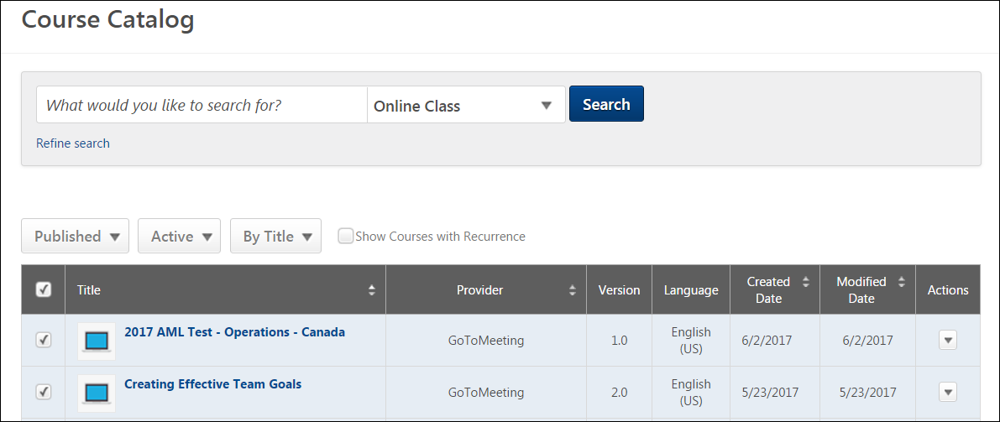 Course Catalog
What would you like to search for? Online Class Search
Refine search
Published Active By Title Show Courses with Recurrence
Title Provider Version Language Created Date Modified Date Actions
2017 AML Test - Operations - Canada GoToMeeting 1.0 English (US) 6/2/2017 6/2/2017
Creating Effective Team Goals GoToMeeting 2.0 English (US) 5/23/2017 5/23/2017